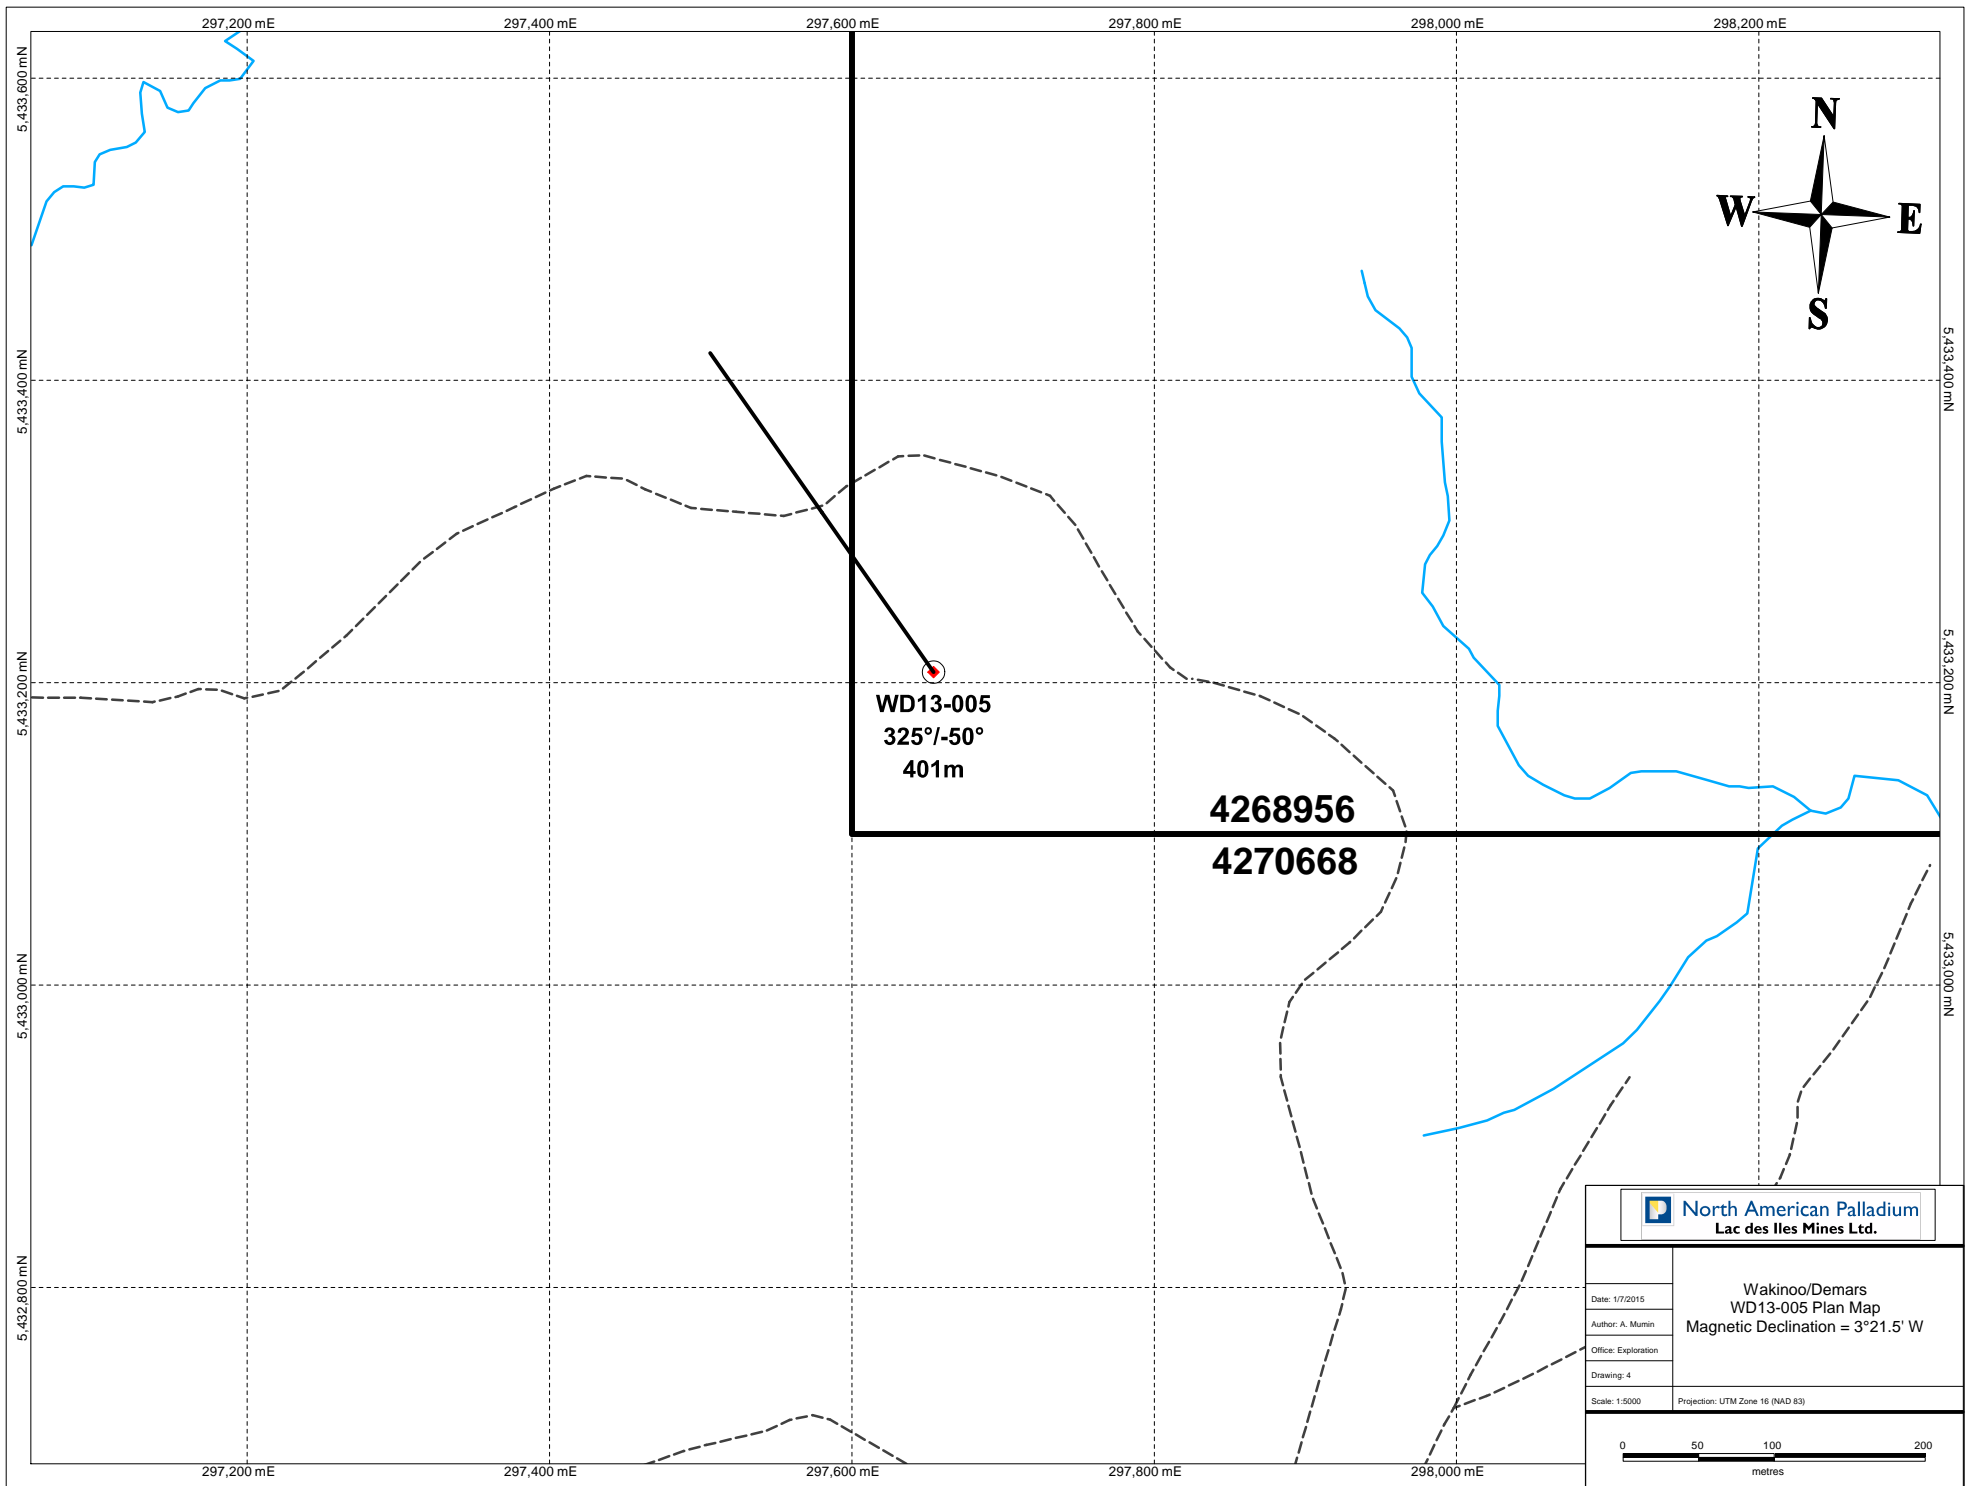 297,200 mE
297,400 mE
297,600 mE
297,800 mE
298,000 mE
298,200 mE
5,433,600 mN
5,433,400 mN
5,433,200 mN
5,433,000 mN
5,432,800 mN
N
W
E
S
5,433,400 mN
5,433,200 mN
5,433,000 mN
WD13-005
325°/-50°
401m
4268956
4270668
North American Palladium
Lac des Iles Mines Ltd.
Date: 1/7/2015
Author: A. Mumin
Office: Exploration
Drawing: 4
Scale: 1:5000
Wakinoo/Demars
WD13-005 Plan Map
Magnetic Declination = 3°21.5' W
Projection: UTM Zone 16 (NAD 83)
0 50 100 200
metres
297,200 mE
297,400 mE
297,600 mE
297,800 mE
298,000 mE